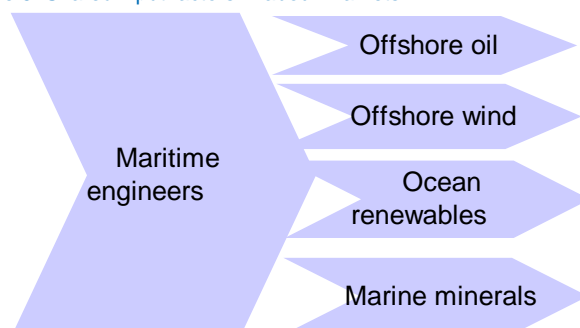 Maritime
engineers
Offshore oil
Offshore wind
Ocean
renewables
Marine minerals